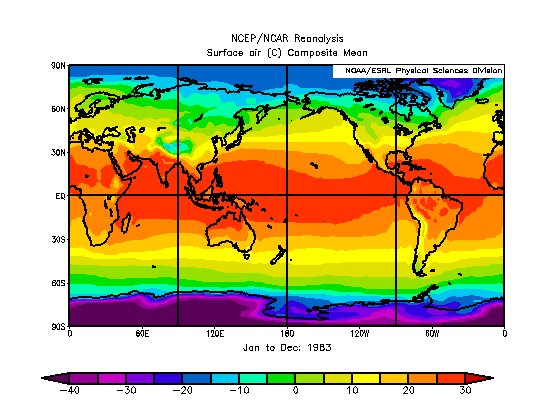 NCEP/NCAR Reanalysis
Surface air (C) Composite Mean
NOAA/ESRL Physical Sciences Division
90N
60N
30N
EQ
30S
60S
90S
0 60E 120E 180 120W 60W 0
Jan to Dec: 1983
-40 -30 -20 -10 0 10 20 30